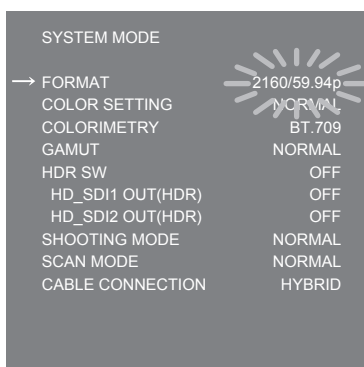 SYSTEM MODE
→ FORMAT 2160/59.94p
COLOR SETTING NORMAL
COLORIMETRY BT.709
GAMUT NORMAL
HDR SW OFF
HD_SDI1 OUT(HDR) OFF
HD_SDI2 OUT(HDR) OFF
SHOOTING MODE NORMAL
SCAN MODE NORMAL
CABLE CONNECTION HYBRID